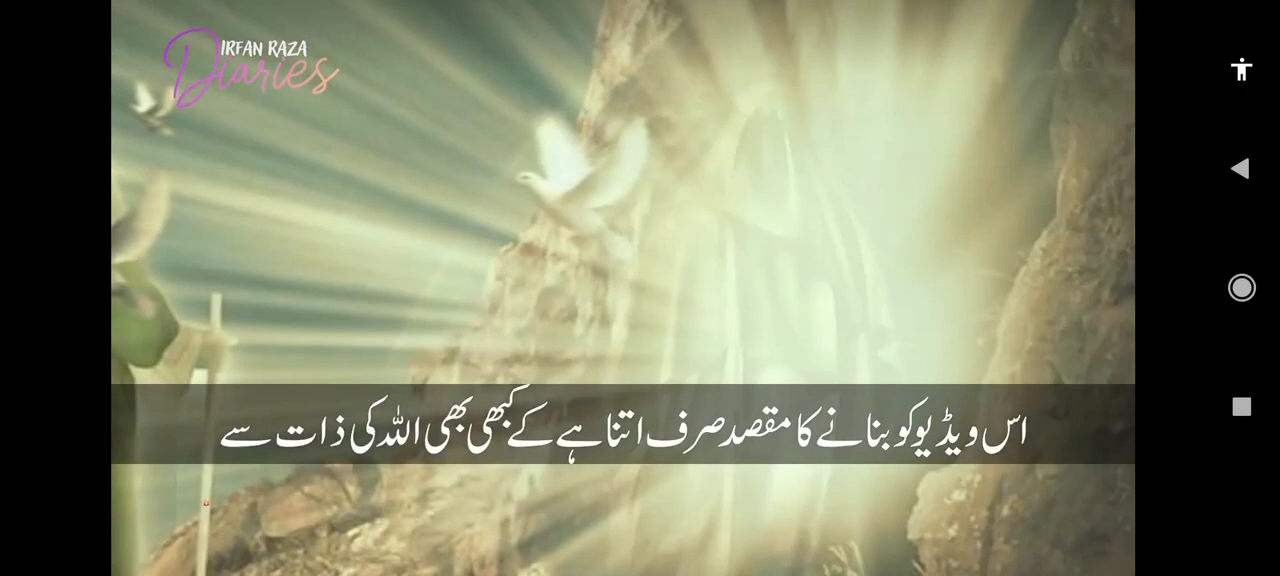 IRFAN RAZA
Diaries
اس ویڈیو کو بنانے کا مقصد صرف اتنا ہے کے کبھی بھی اللہ کی ذات سے